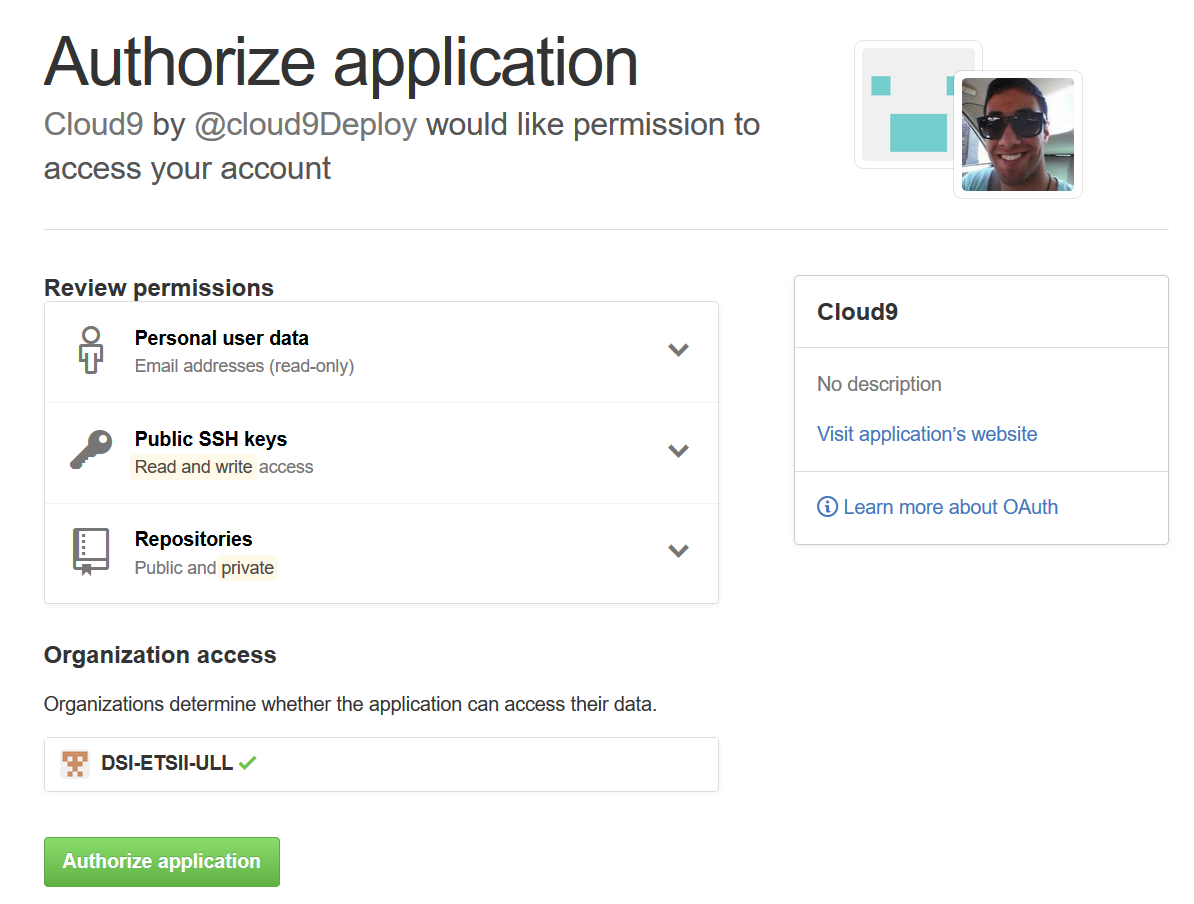 Authorize application
Cloud9 by @cloud9Deploy would like permission to
access your account
Review permissions
Personal user data
Email addresses (read-only)
Public SSH keys
Read and write access
Repositories
Public and private
Organization access
Organizations determine whether the application can access their data.
DSI-ETSII-ULL
Authorize application
Cloud9
No description
Visit application’s website
Learn more about OAuth